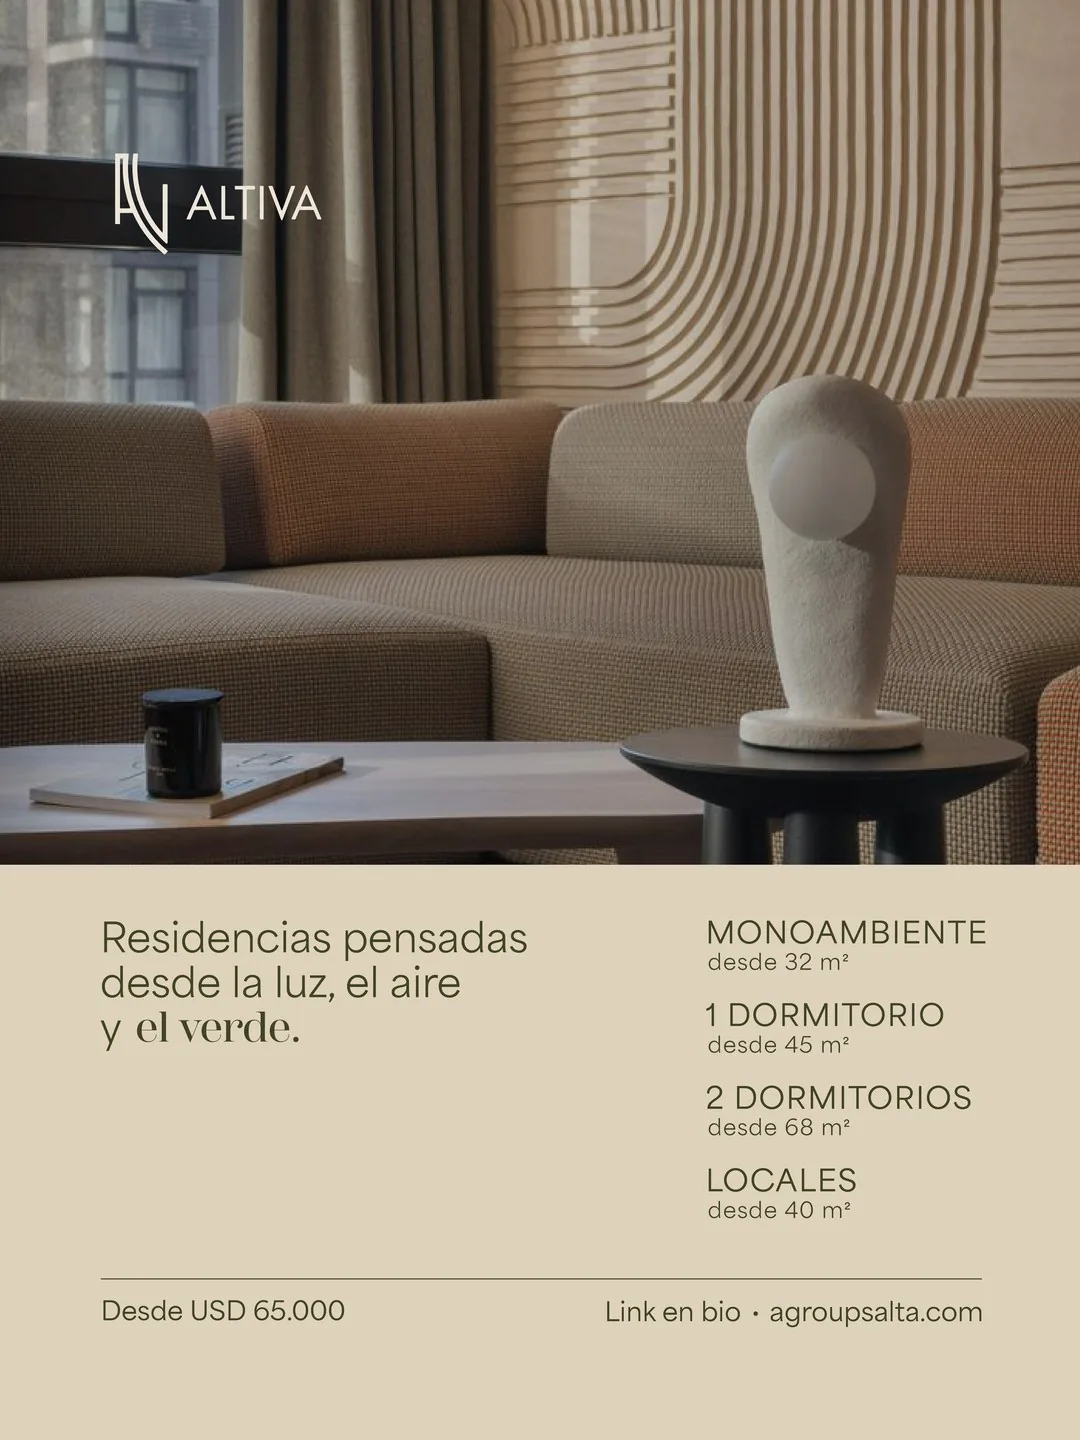 ALTIVA
Residencias pensadas
desde la luz, el aire
y el verde.
MONOAMBIENTE
desde 32 m²
1 DORMITORIO
desde 45 m²
2 DORMITORIOS
desde 68 m²
LOCALES
desde 40 m²
Desde USD 65.000
Link en bio · agroupsalta.com